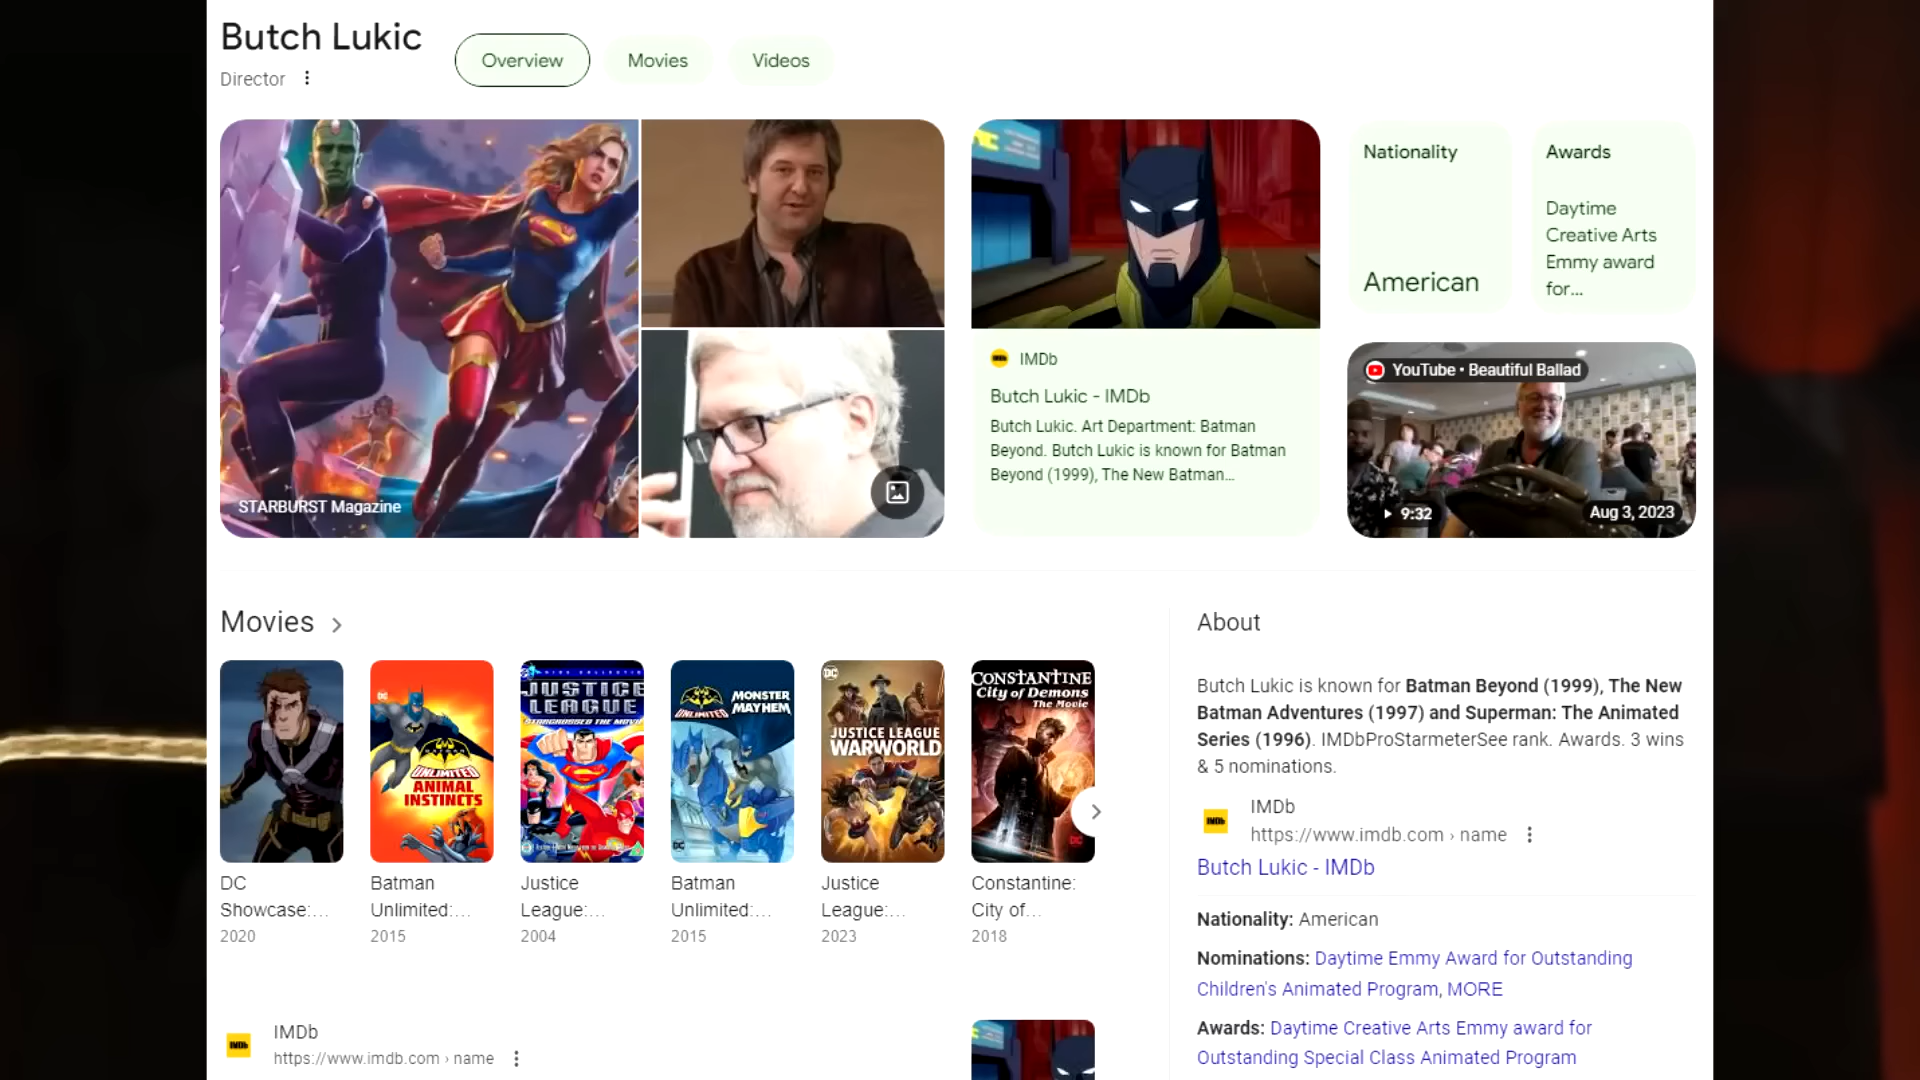 Butch Lukic
Director
Overview
Movies
Videos
STARBURST Magazine
IMDb
Butch Lukic - IMDb
Butch Lukic. Art Department: Batman
Beyond. Butch Lukic is known for Batman
Beyond (1999), The New Batman...
Nationality
American
Awards
Daytime
Creative Arts
Emmy award
for...
YouTube • Beautiful Ballad
9:32
Aug 3, 2023
Movies
UNLIMITED
ANIMAL
INSTINCTS
JUSTICE
LEAGUE
STARCROSSED THE MOVIE
UNLIMITED
MONSTER
MAYHEM
DC
JUSTICE LEAGUE
WARWORLD
CONSTANTINE
City of Demons
The Movie
DC
Showcase:...
2020
Batman
Unlimited:...
2015
Justice
League:...
2004
Batman
Unlimited:...
2015
Justice
League:...
2023
Constantine:
City of...
2018
IMDb
https://www.imdb.com › name
About
Butch Lukic is known for Batman Beyond (1999), The New
Batman Adventures (1997) and Superman: The Animated
Series (1996). IMDbProStarmeterSee rank. Awards. 3 wins
& 5 nominations.
IMDb
https://www.imdb.com › name
Butch Lukic - IMDb
Nationality: American
Nominations: Daytime Emmy Award for Outstanding
Children's Animated Program, MORE
Awards: Daytime Creative Arts Emmy award for
Outstanding Special Class Animated Program